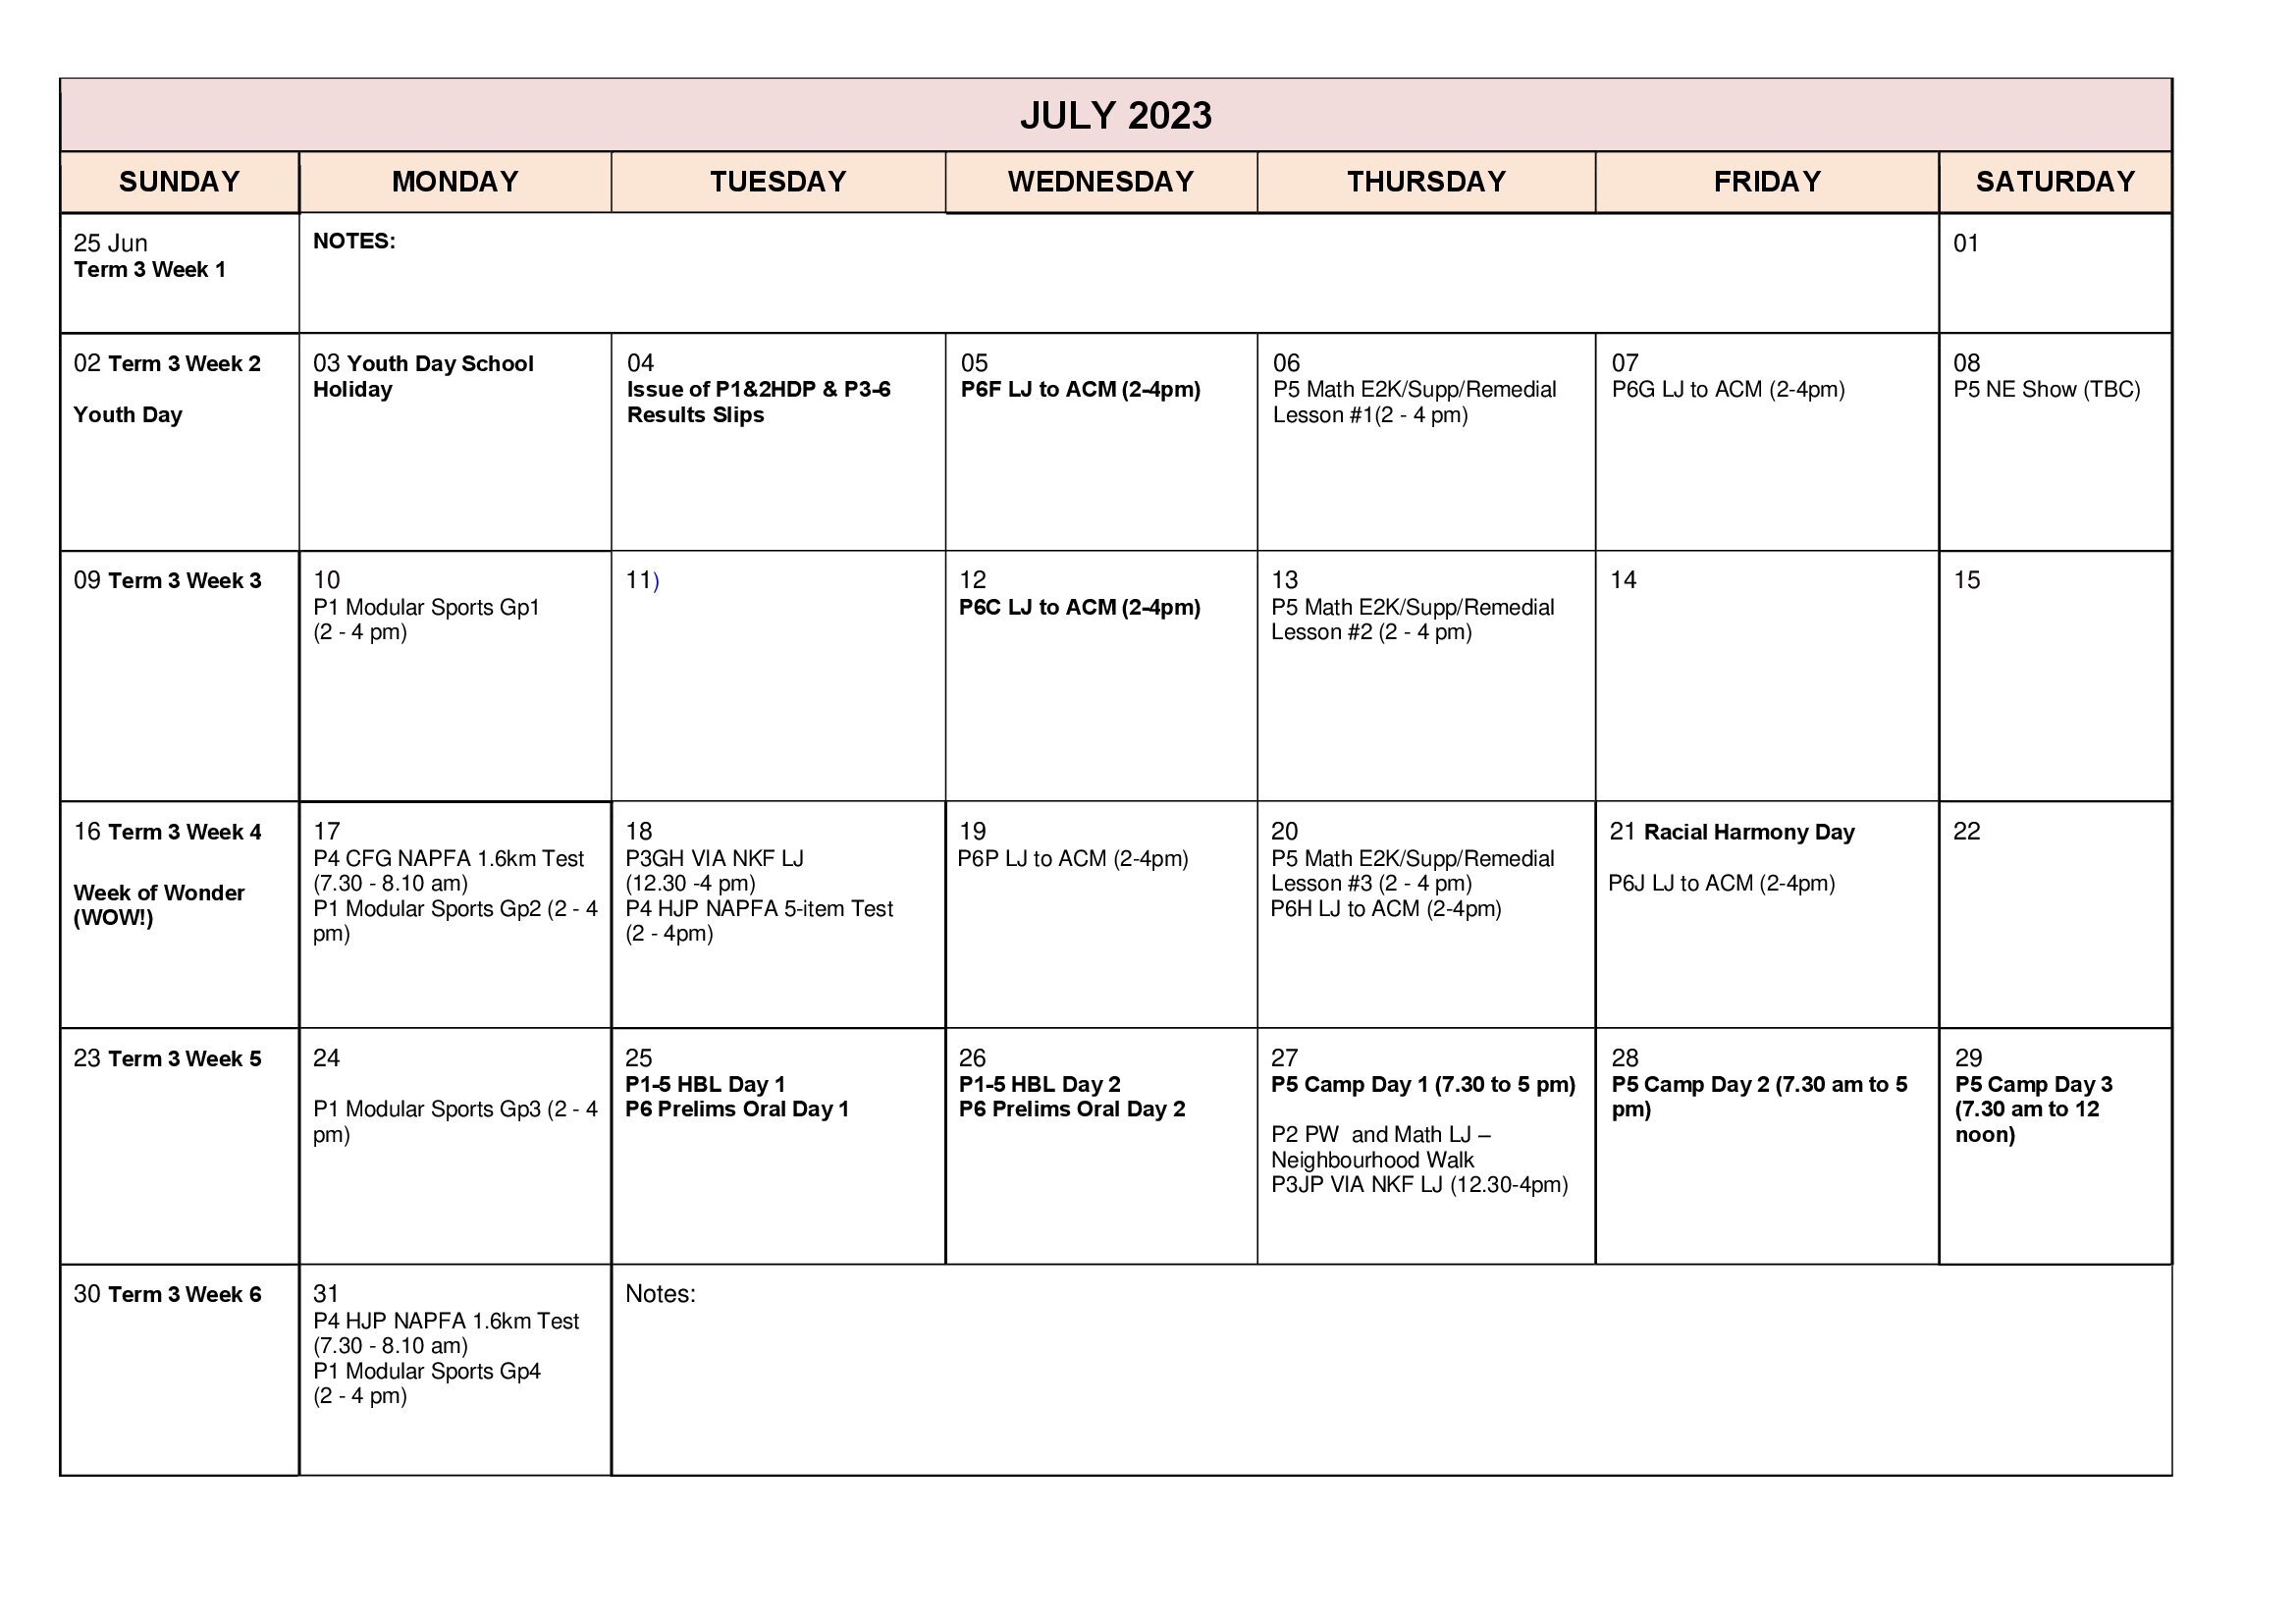 JULY 2023
SUNDAY
MONDAY
TUESDAY
WEDNESDAY
THURSDAY
FRIDAY
SATURDAY
25 Jun
Term 3 Week 1
NOTES:
01
02 Term 3 Week 2
Youth Day
03 Youth Day School
Holiday
04
Issue of P1&2HDP & P3-6
Results Slips
05
P6F LJ to ACM (2-4pm)
06
P5 Math E2K/Supp/Remedial
Lesson #1(2 - 4 pm)
07
P6G LJ to ACM (2-4pm)
08
P5 NE Show (TBC)
09 Term 3 Week 3
10
P1 Modular Sports Gp1
(2 - 4 pm)
11)
12
P6C LJ to ACM (2-4pm)
13
P5 Math E2K/Supp/Remedial
Lesson #2 (2 - 4 pm)
14
15
16 Term 3 Week 4
Week of Wonder
(WOW!)
17
P4 CFG NAPFA 1.6km Test
(7.30 - 8.10 am)
P1 Modular Sports Gp2 (2 - 4
pm)
18
P3GH VIA NKF LJ
(12.30 -4 pm)
P4 HJP NAPFA 5-item Test
(2 - 4pm)
19
P6P LJ to ACM (2-4pm)
20
P5 Math E2K/Supp/Remedial
Lesson #3 (2 - 4 pm)
P6H LJ to ACM (2-4pm)
21 Racial Harmony Day
P6J LJ to ACM (2-4pm)
22
23 Term 3 Week 5
24
P1 Modular Sports Gp3 (2 - 4
pm)
25
P1-5 HBL Day 1
P6 Prelims Oral Day 1
26
P1-5 HBL Day 2
P6 Prelims Oral Day 2
27
P5 Camp Day 1 (7.30 to 5 pm)
P2 PW  and Math LJ –
Neighbourhood Walk
P3JP VIA NKF LJ (12.30-4pm)
28
P5 Camp Day 2 (7.30 am to 5
pm)
29
P5 Camp Day 3
(7.30 am to 12
noon)
30 Term 3 Week 6
31
P4 HJP NAPFA 1.6km Test
(7.30 - 8.10 am)
P1 Modular Sports Gp4
(2 - 4 pm)
Notes: